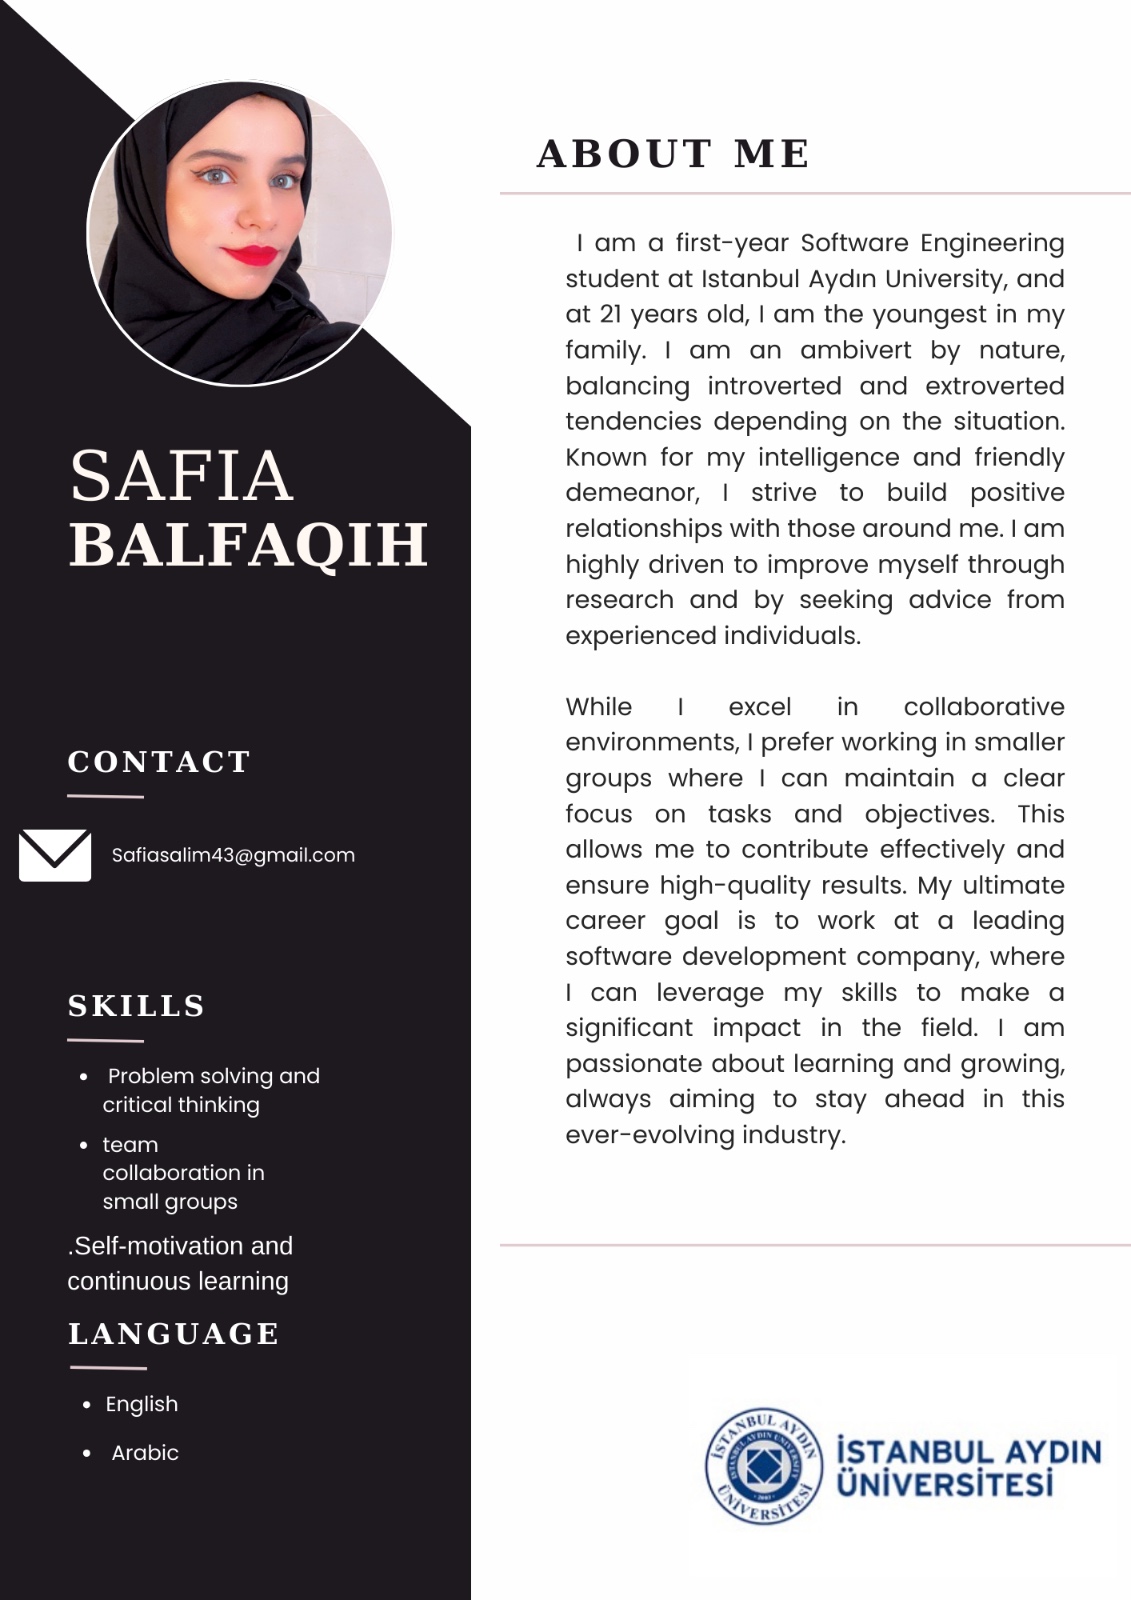 SAFIA
BALFAQIH
CONTACT
Safiasalim43@gmail.com
SKILLS
• Problem solving and
critical thinking
• team
collaboration in
small groups
.Self-motivation and
continuous learning
LANGUAGE
• English
• Arabic
ABOUT ME
I am a first-year Software Engineering
student at Istanbul Aydın University, and
at 21 years old, I am the youngest in my
family. I am an ambivert by nature,
balancing introverted and extroverted
tendencies depending on the situation.
Known for my intelligence and friendly
demeanor, I strive to build positive
relationships with those around me. I am
highly driven to improve myself through
research and by seeking advice from
experienced individuals.
While I excel in collaborative
environments, I prefer working in smaller
groups where I can maintain a clear
focus on tasks and objectives. This
allows me to contribute effectively and
ensure high-quality results. My ultimate
career goal is to work at a leading
software development company, where
I can leverage my skills to make a
significant impact in the field. I am
passionate about learning and growing,
always aiming to stay ahead in this
ever-evolving industry.
İSTANBUL AYDIN
ÜNİVERSİTESİ
ISTANBUL AYDIN UNIVERSITY
İSTANBUL AYDIN
ÜNİVERSİTESİ